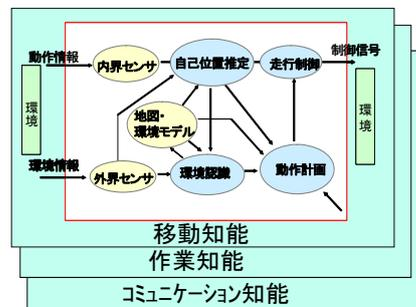 動作情報
内界センサ
自己位置推定
走行制御
制御信号
環境
地図・
環境モデル
環境
環境情報
外界センサ
環境認識
動作計画
移動知能
作業知能
コミュニケーション知能